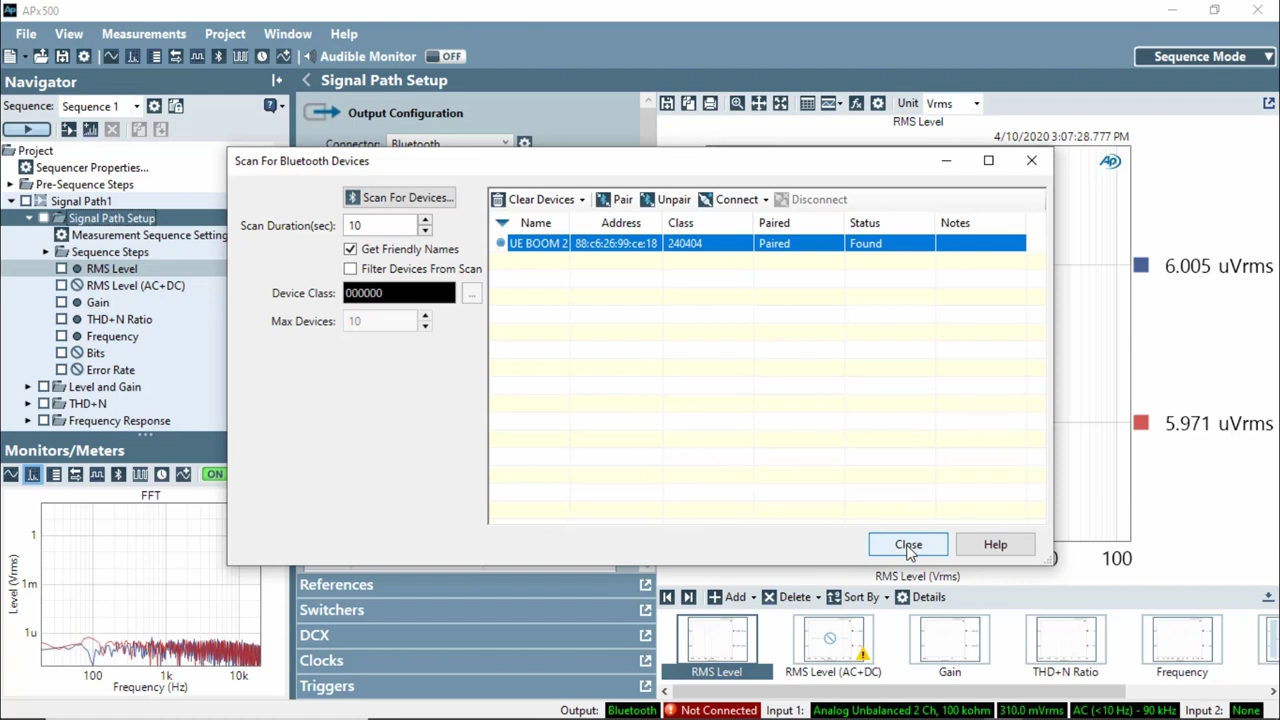 APx500
File View Measurements Project Window Help
Audible Monitor OFF
Sequence Mode
Navigator
Signal Path Setup
Sequence: Sequence 1
Output Configuration
Connector: Bluetooth
Unit Vrms
RMS Level
4/10/2020 3:07:28.777 PM
Project
Sequencer Properties...
Pre-Sequence Steps
Signal Path1
Signal Path Setup
Measurement Sequence Setting
Sequence Steps
RMS Level
RMS Level (AC+DC)
Gain
THD+N Ratio
Frequency
Bits
Error Rate
Level and Gain
THD+N
Frequency Response
Scan For Bluetooth Devices
Scan For Devices...
Scan Duration(sec): 10
Get Friendly Names
Filter Devices From Scan
Device Class: 000000 ...
Max Devices: 10
Clear Devices Pair Unpair Connect Disconnect
Name Address Class Paired Status Notes
UE BOOM 2 88:c6:26:99:ce:18 240404 Paired Found
Close Help
AP
6.005 uVrms
5.971 uVrms
100
RMS Level (Vrms)
Monitors/Meters
ON
FFT
Level (Vrms)
1
1m
1u
100 1k 10k
Frequency (Hz)
References
Switchers
DCX
Clocks
Triggers
Add Delete Sort By Details
RMS Level RMS Level (AC+DC) Gain THD+N Ratio Frequency
Output: Bluetooth Not Connected Input 1: Analog Unbalanced 2 Ch, 100 kohm 310.0 mVrms AC (<10 Hz) - 90 kHz Input 2: None